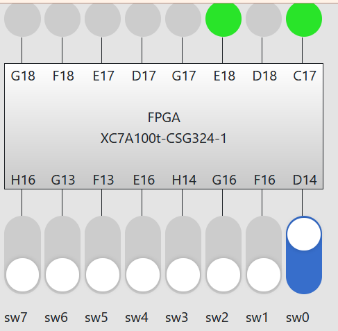 G18 F18 E17 D17 G17 E18 D18 C17
FPGA
XC7A100t-CSG324-1
H16 G13 F13 E16 H14 G16 F16 D14
sw7 sw6 sw5 sw4 sw3 sw2 sw1 sw0